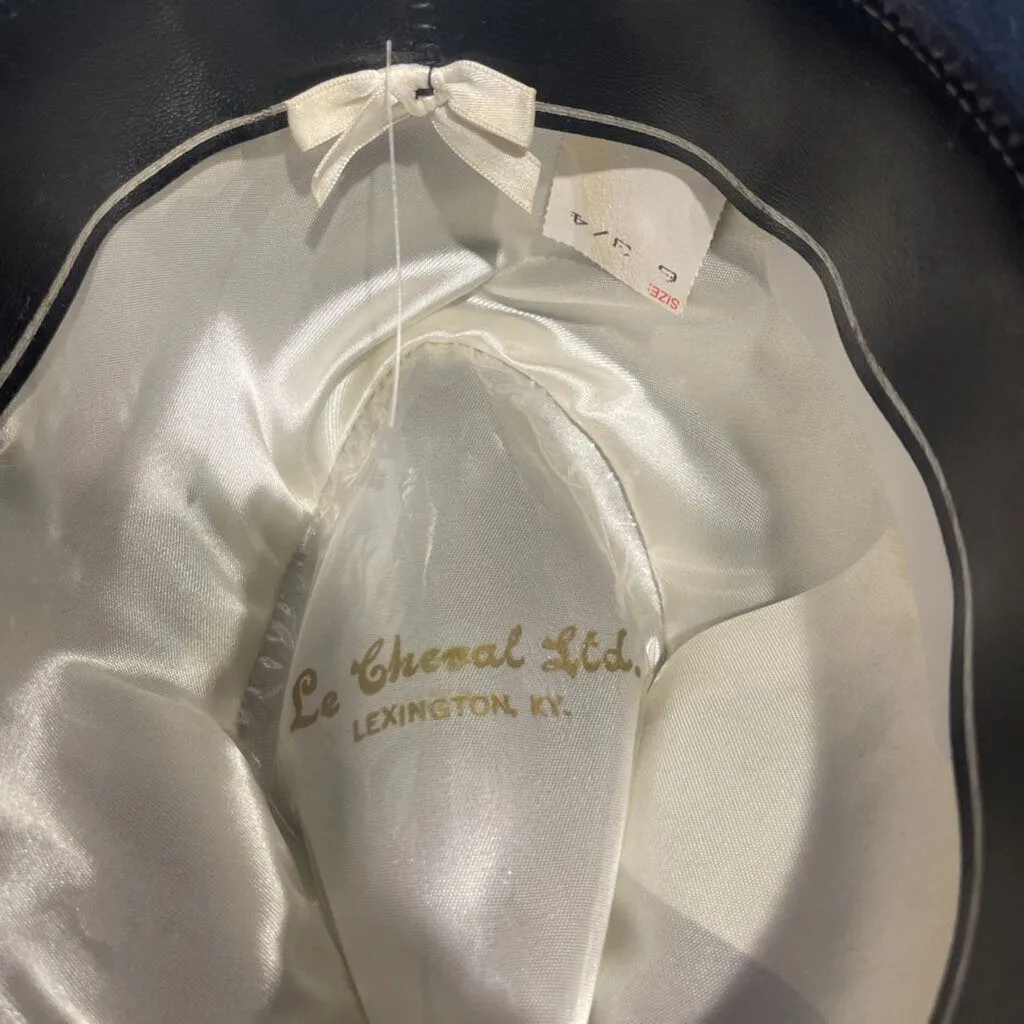 SIZE:
6 3/4
Le Cheval Ltd.
LEXINGTON, KY.